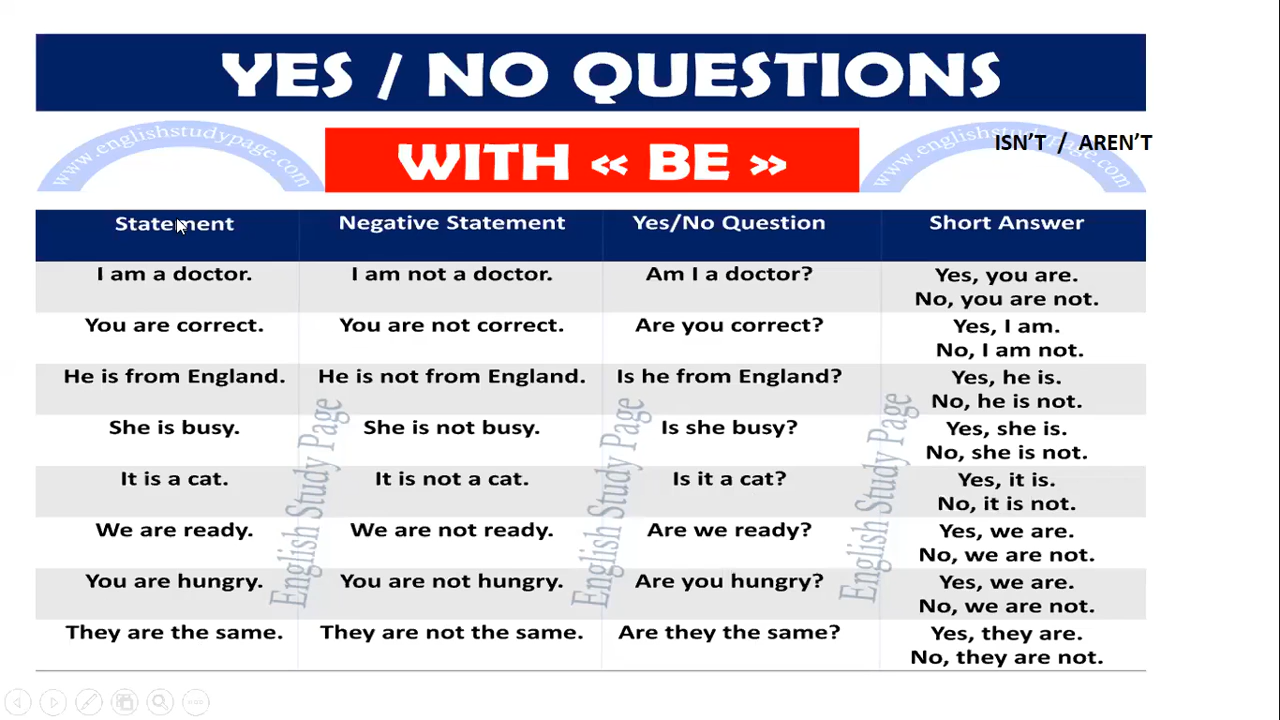 YES / NO QUESTIONS
www.englishstudypage.com
WITH « BE »
www.englishstudypage.com
ISN'T / AREN'T
Statement Negative Statement Yes/No Question Short Answer
I am a doctor. I am not a doctor. Am I a doctor? Yes, you are.
No, you are not.
You are correct. You are not correct. Are you correct? Yes, I am.
No, I am not.
He is from England. He is not from England. Is he from England? Yes, he is.
No, he is not.
She is busy. She is not busy. Is she busy? Yes, she is.
No, she is not.
It is a cat. It is not a cat. Is it a cat? Yes, it is.
No, it is not.
We are ready. We are not ready. Are we ready? Yes, we are.
No, we are not.
You are hungry. You are not hungry. Are you hungry? Yes, we are.
No, we are not.
They are the same. They are not the same. Are they the same? Yes, they are.
No, they are not.
English Study Page
English Study Page
English Study Page